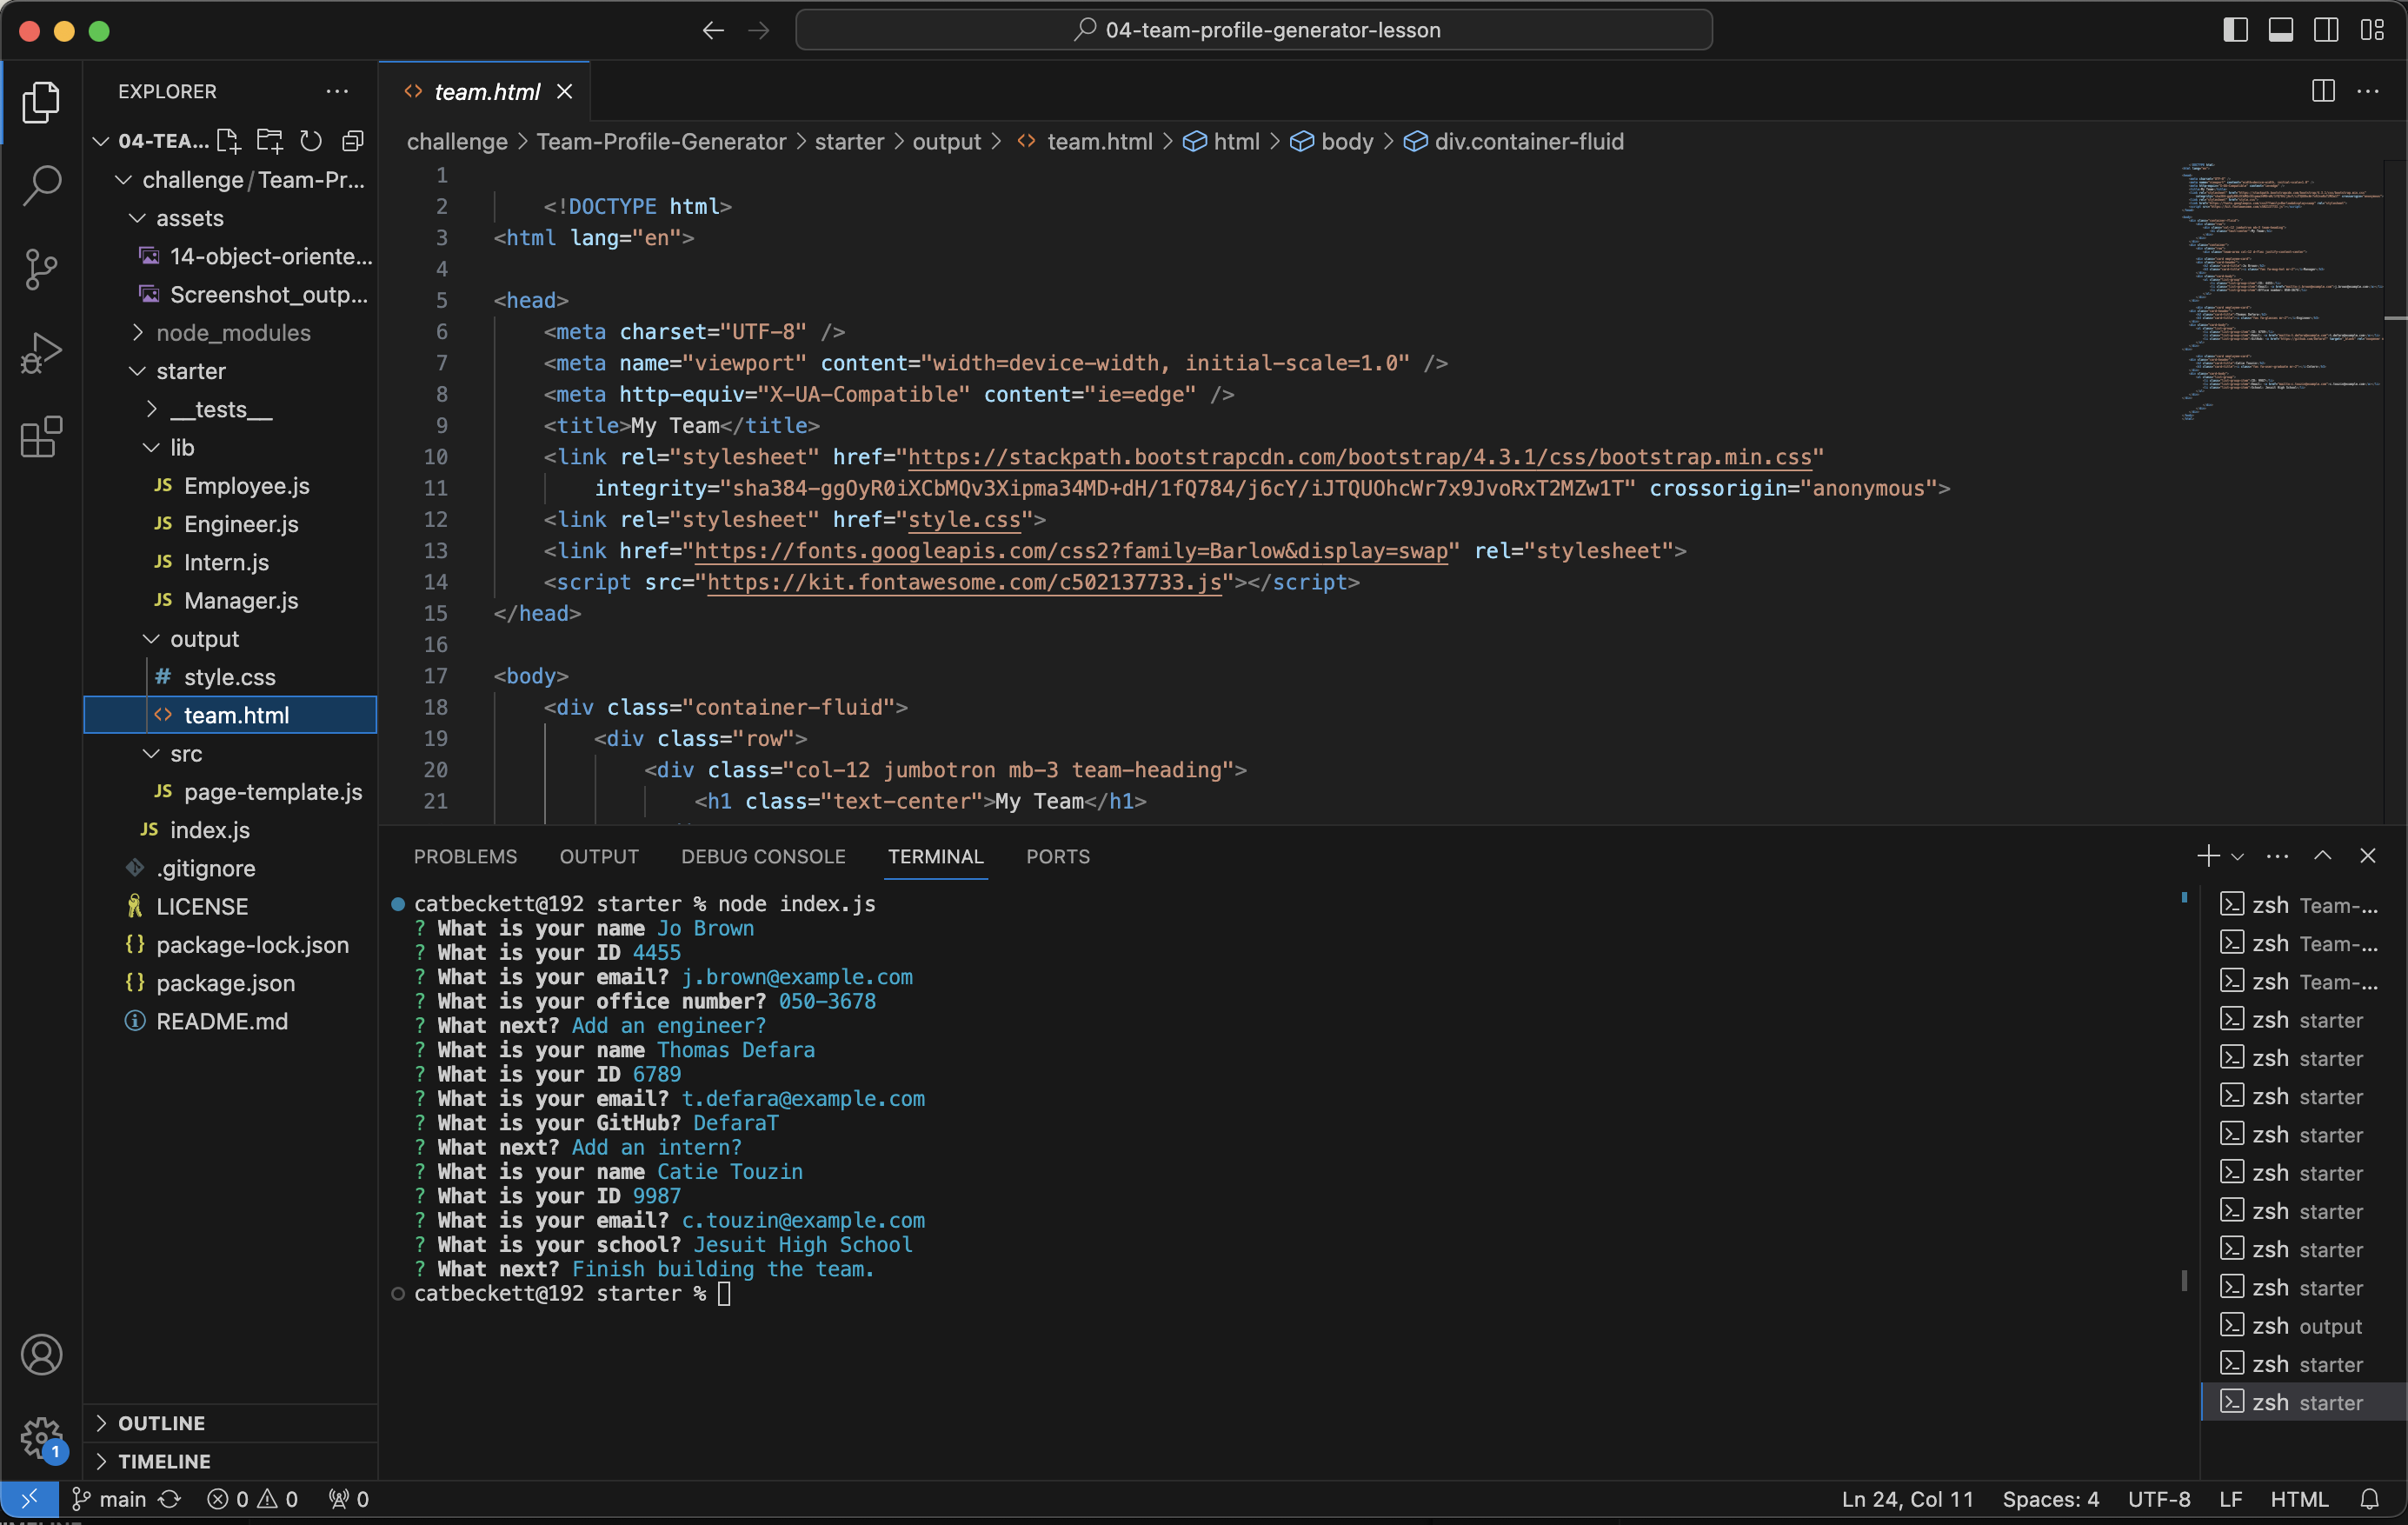 04-team-profile-generator-lesson
EXPLORER
04-TEA...
challenge/Team-Pr...
assets
14-object-oriente...
Screenshot_outp...
node_modules
starter
__tests__
lib
JS Employee.js
JS Engineer.js
JS Intern.js
JS Manager.js
output
# style.css
<> team.html
src
JS page-template.js
JS index.js
.gitignore
LICENSE
{} package-lock.json
{} package.json
README.md
OUTLINE
TIMELINE
<> team.html
challenge > Team-Profile-Generator > starter > output > <> team.html > html > body > div.container-fluid
1
2 <!DOCTYPE html>
3 <html lang="en">
4
5 <head>
6 <meta charset="UTF-8" />
7 <meta name="viewport" content="width=device-width, initial-scale=1.0" />
8 <meta http-equiv="X-UA-Compatible" content="ie=edge" />
9 <title>My Team</title>
10 <link rel="stylesheet" href="https://stackpath.bootstrapcdn.com/bootstrap/4.3.1/css/bootstrap.min.css"
11 integrity="sha384-ggOyR0iXCbMQv3Xipma34MD+dH/1fQ784/j6cY/iJTQUOhcWr7x9JvoRxT2MZw1T" crossorigin="anonymous">
12 <link rel="stylesheet" href="style.css">
13 <link href="https://fonts.googleapis.com/css2?family=Barlow&display=swap" rel="stylesheet">
14 <script src="https://kit.fontawesome.com/c502137733.js"></script>
15 </head>
16
17 <body>
18 <div class="container-fluid">
19 <div class="row">
20 <div class="col-12 jumbotron mb-3 team-heading">
21 <h1 class="text-center">My Team</h1>
PROBLEMS OUTPUT DEBUG CONSOLE TERMINAL PORTS
catbeckett@192 starter % node index.js
? What is your name Jo Brown
? What is your ID 4455
? What is your email? j.brown@example.com
? What is your office number? 050-3678
? What next? Add an engineer?
? What is your name Thomas Defara
? What is your ID 6789
? What is your email? t.defara@example.com
? What is your GitHub? DefaraT
? What next? Add an intern?
? What is your name Catie Touzin
? What is your ID 9987
? What is your email? c.touzin@example.com
? What is your school? Jesuit High School
? What next? Finish building the team.
catbeckett@192 starter %
zsh Team-...
zsh Team-...
zsh Team-...
zsh starter
zsh starter
zsh starter
zsh starter
zsh starter
zsh starter
zsh starter
zsh starter
zsh output
zsh starter
zsh starter
1
main 0 0 0
Ln 24, Col 11 Spaces: 4 UTF-8 LF HTML